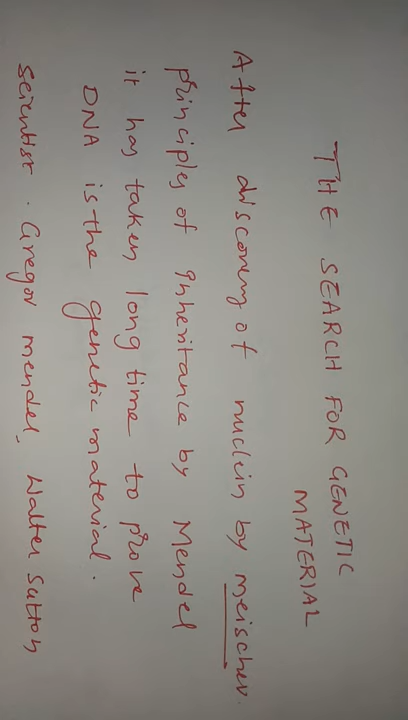 THE SEARCH FOR GENETIC
MATERIAL
After discovery of nuclein by meischer.
principles of inheritance by Mendel
it has taken long time to prove
DNA is the genetic material.
Scientist. Gregor mendel, Walter Sutton